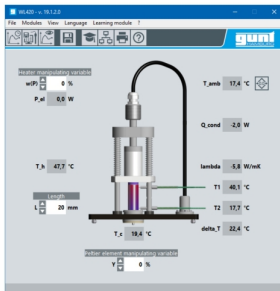 WL420 - v. 19.1.2.0
File Modules View Language Learning module ?
gunt
Heater manipulating variable
w(P) 0 %
P_el 0,0 W
T_amb 17,4 °C
Q_cond -2,0 W
T_h 47,7 °C
lambda -5,8 W/mK
T1 40,1 °C
Length
L 20 mm
T2 17,7 °C
T_c 18,4 °C
delta_T 22,4 °C
Peltier element manipulating variable
Y 0 %